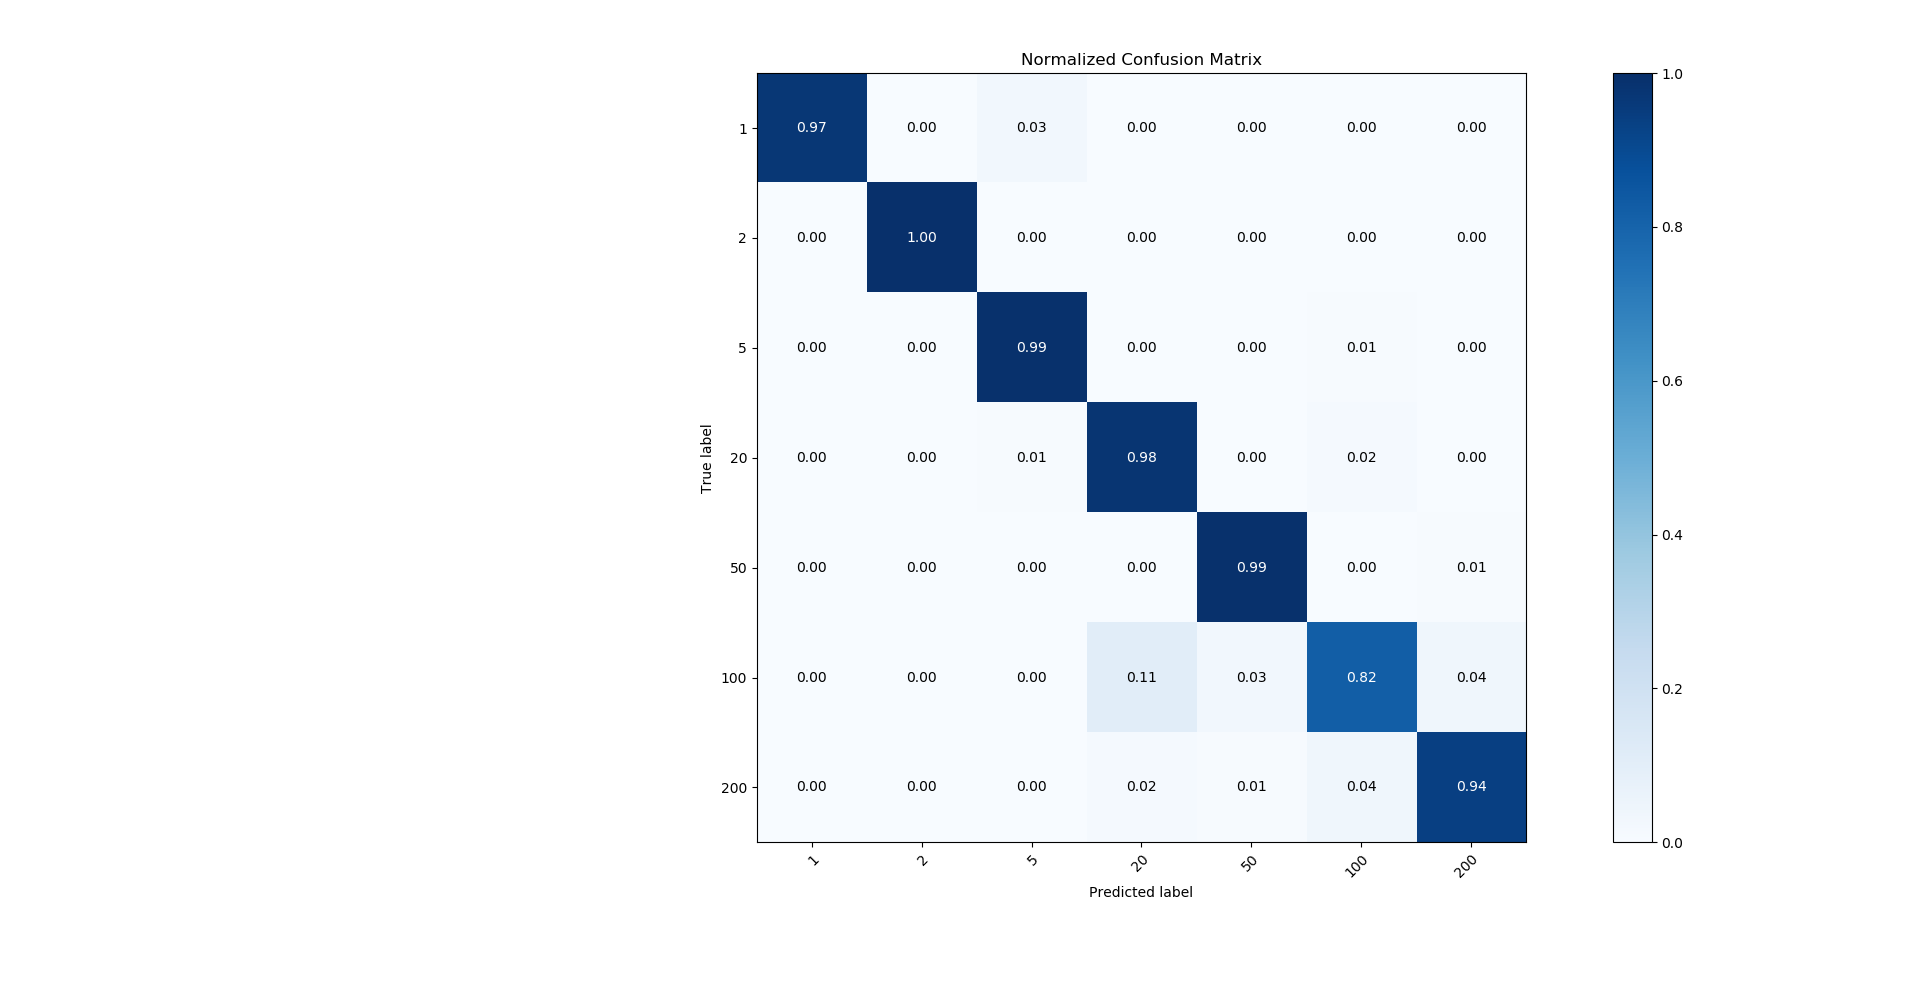 Normalized Confusion Matrix
1 0.97 0.00 0.03 0.00 0.00 0.00 0.00
2 0.00 1.00 0.00 0.00 0.00 0.00 0.00
5 0.00 0.00 0.99 0.00 0.00 0.01 0.00
20 0.00 0.00 0.01 0.98 0.00 0.02 0.00
50 0.00 0.00 0.00 0.00 0.99 0.00 0.01
100 0.00 0.00 0.00 0.11 0.03 0.82 0.04
200 0.00 0.00 0.00 0.02 0.01 0.04 0.94
True label
1 2 5 20 50 100 200
Predicted label
1.0
0.8
0.6
0.4
0.2
0.0